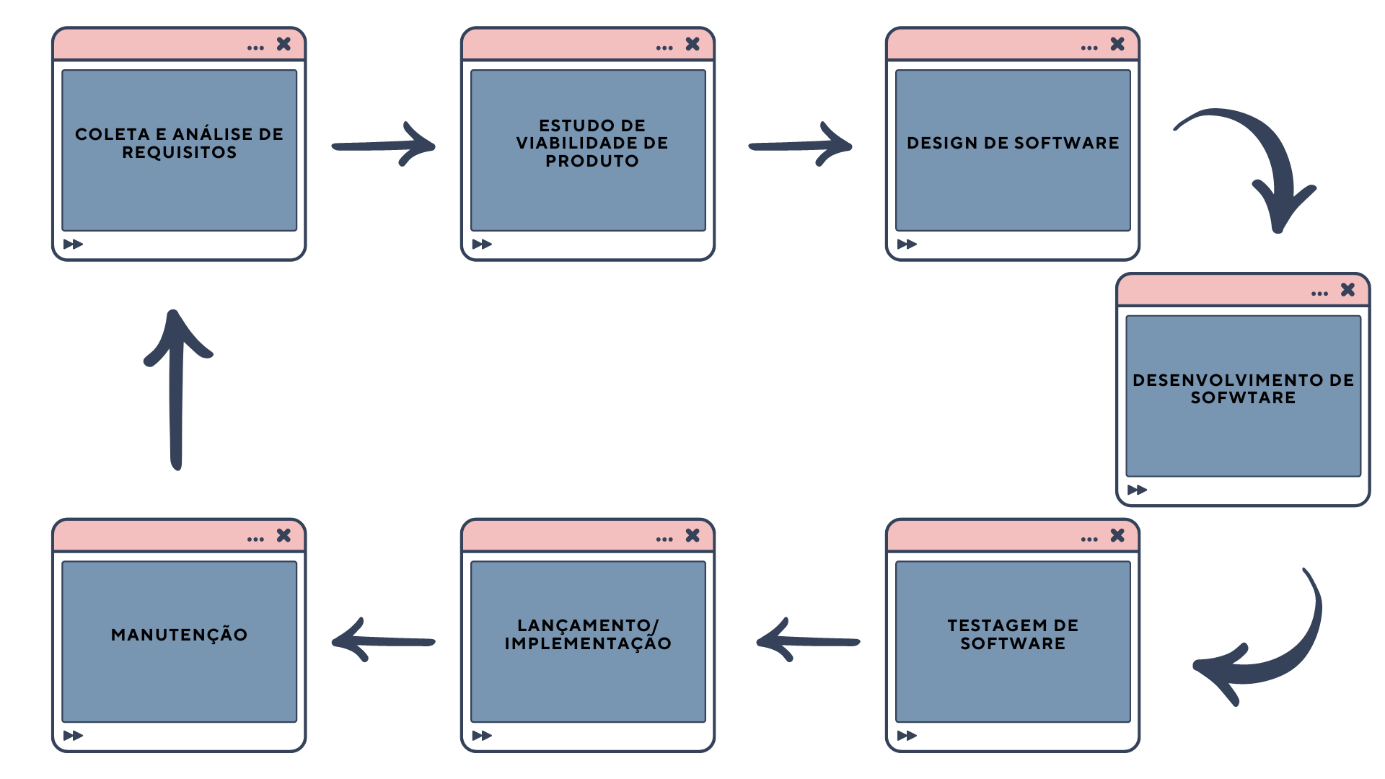 COLETA E ANÁLISE DE
REQUISITOS
ESTUDO DE
VIABILIDADE DE
PRODUTO
DESIGN DE SOFTWARE
DESENVOLVIMENTO DE
SOFWTARE
TESTAGEM DE
SOFTWARE
LANÇAMENTO/
IMPLEMENTAÇÃO
MANUTENÇÃO